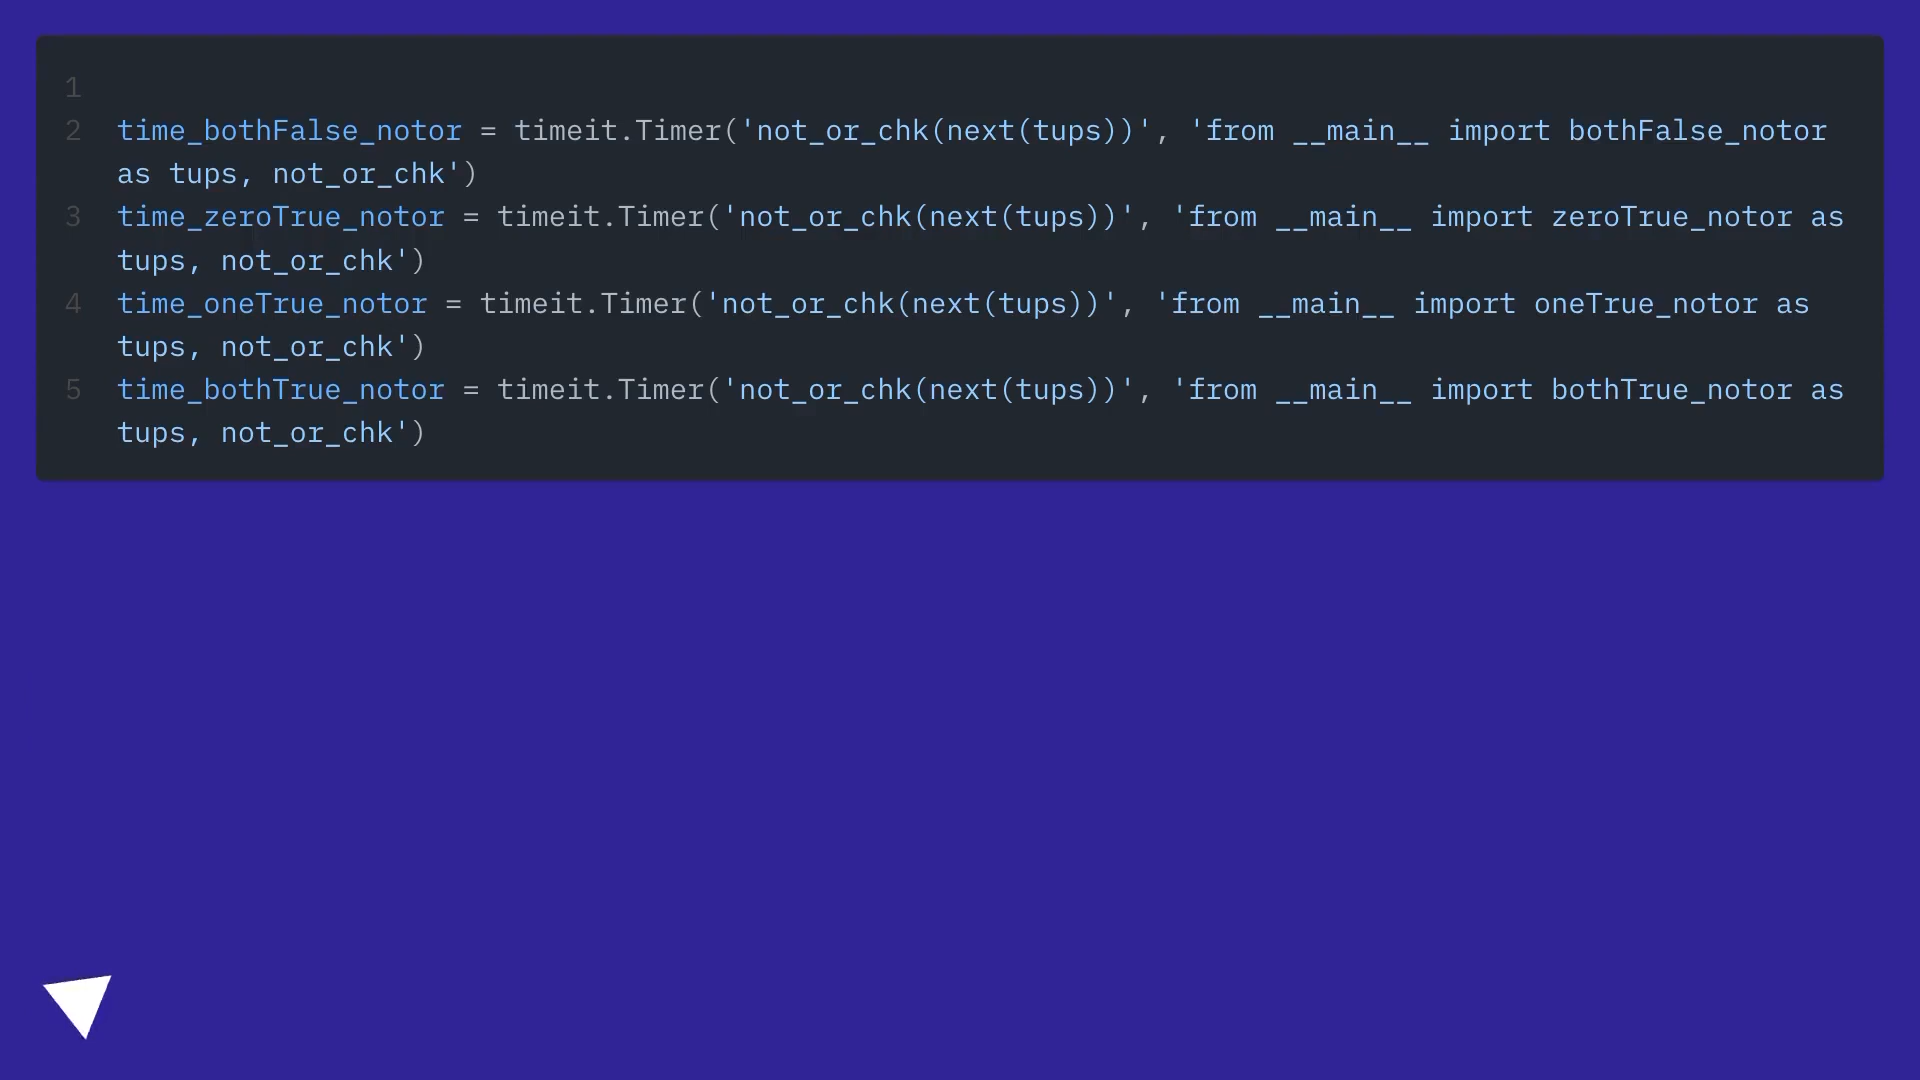 1
2 time_bothFalse_notor = timeit.Timer('not_or_chk(next(tups))', 'from __main__ import bothFalse_notor
as tups, not_or_chk')
3 time_zeroTrue_notor = timeit.Timer('not_or_chk(next(tups))', 'from __main__ import zeroTrue_notor as
tups, not_or_chk')
4 time_oneTrue_notor = timeit.Timer('not_or_chk(next(tups))', 'from __main__ import oneTrue_notor as
tups, not_or_chk')
5 time_bothTrue_notor = timeit.Timer('not_or_chk(next(tups))', 'from __main__ import bothTrue_notor as
tups, not_or_chk')